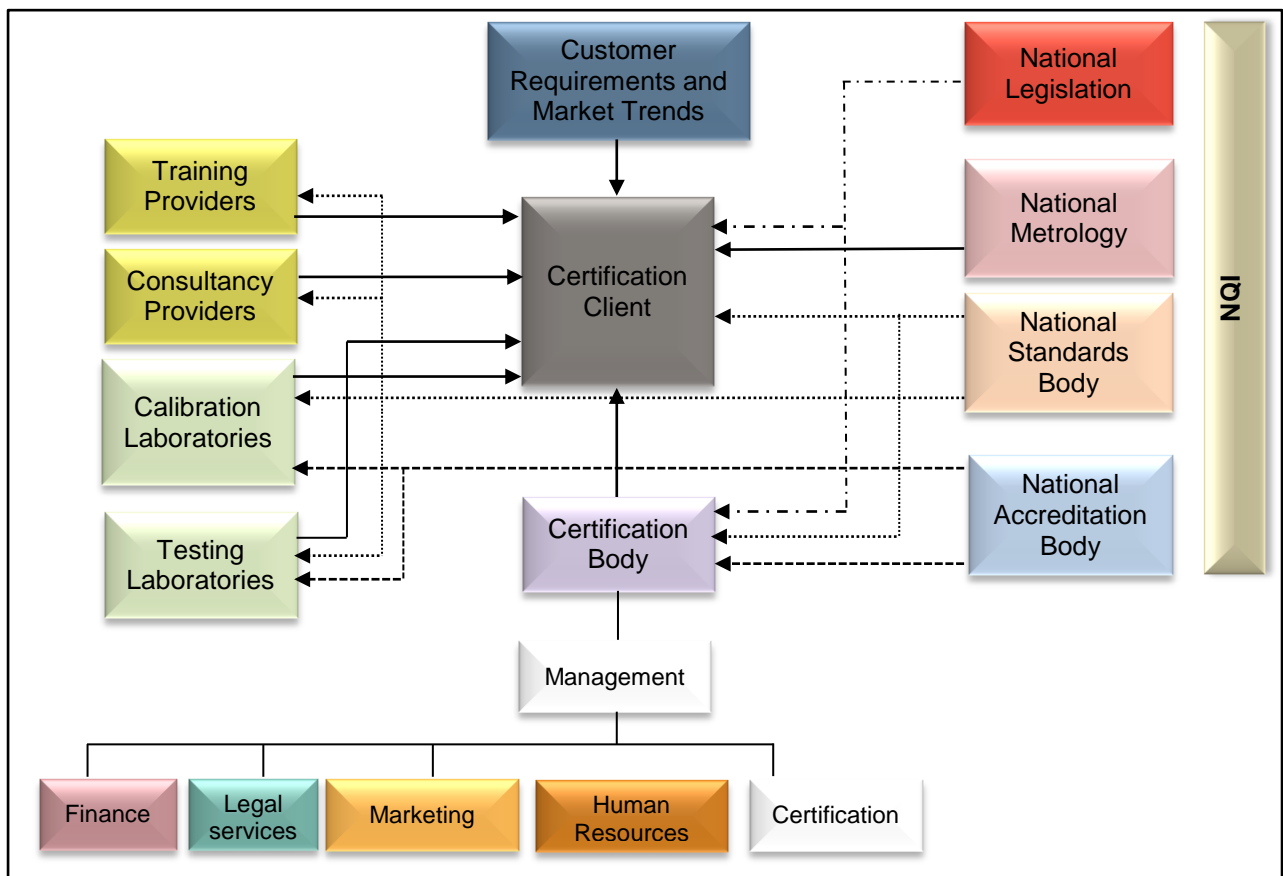 Customer
Requirements and
Market Trends
National
Legislation
Training
Providers
National
Metrology
Consultancy
Providers
Certification
Client
National
Standards
Body
NQI
Calibration
Laboratories
National
Accreditation
Body
Testing
Laboratories
Certification
Body
Management
Finance
Legal
services
Marketing
Human
Resources
Certification